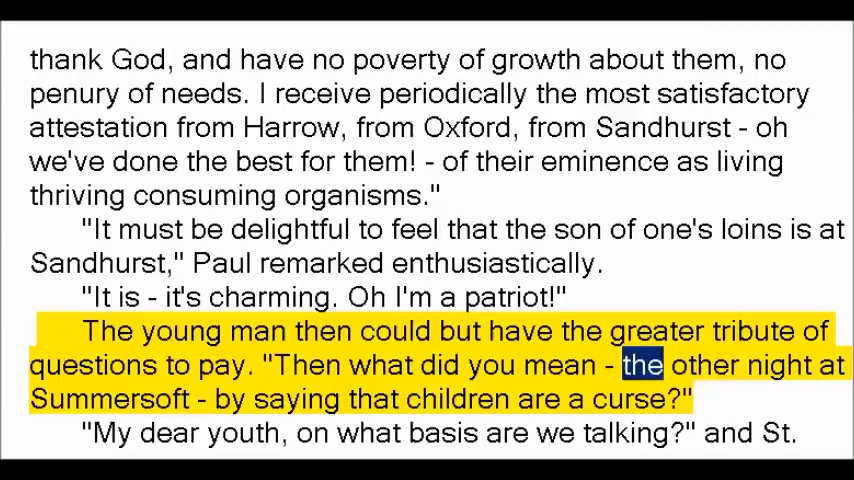 thank God, and have no poverty of growth about them, no
penury of needs. I receive periodically the most satisfactory
attestation from Harrow, from Oxford, from Sandhurst - oh
we've done the best for them! - of their eminence as living
thriving consuming organisms."
"It must be delightful to feel that the son of one's loins is at
Sandhurst," Paul remarked enthusiastically.
"It is - it's charming. Oh I'm a patriot!"
The young man then could but have the greater tribute of
questions to pay. "Then what did you mean - the other night at
Summersoft - by saying that children are a curse?"
"My dear youth, on what basis are we talking?" and St.